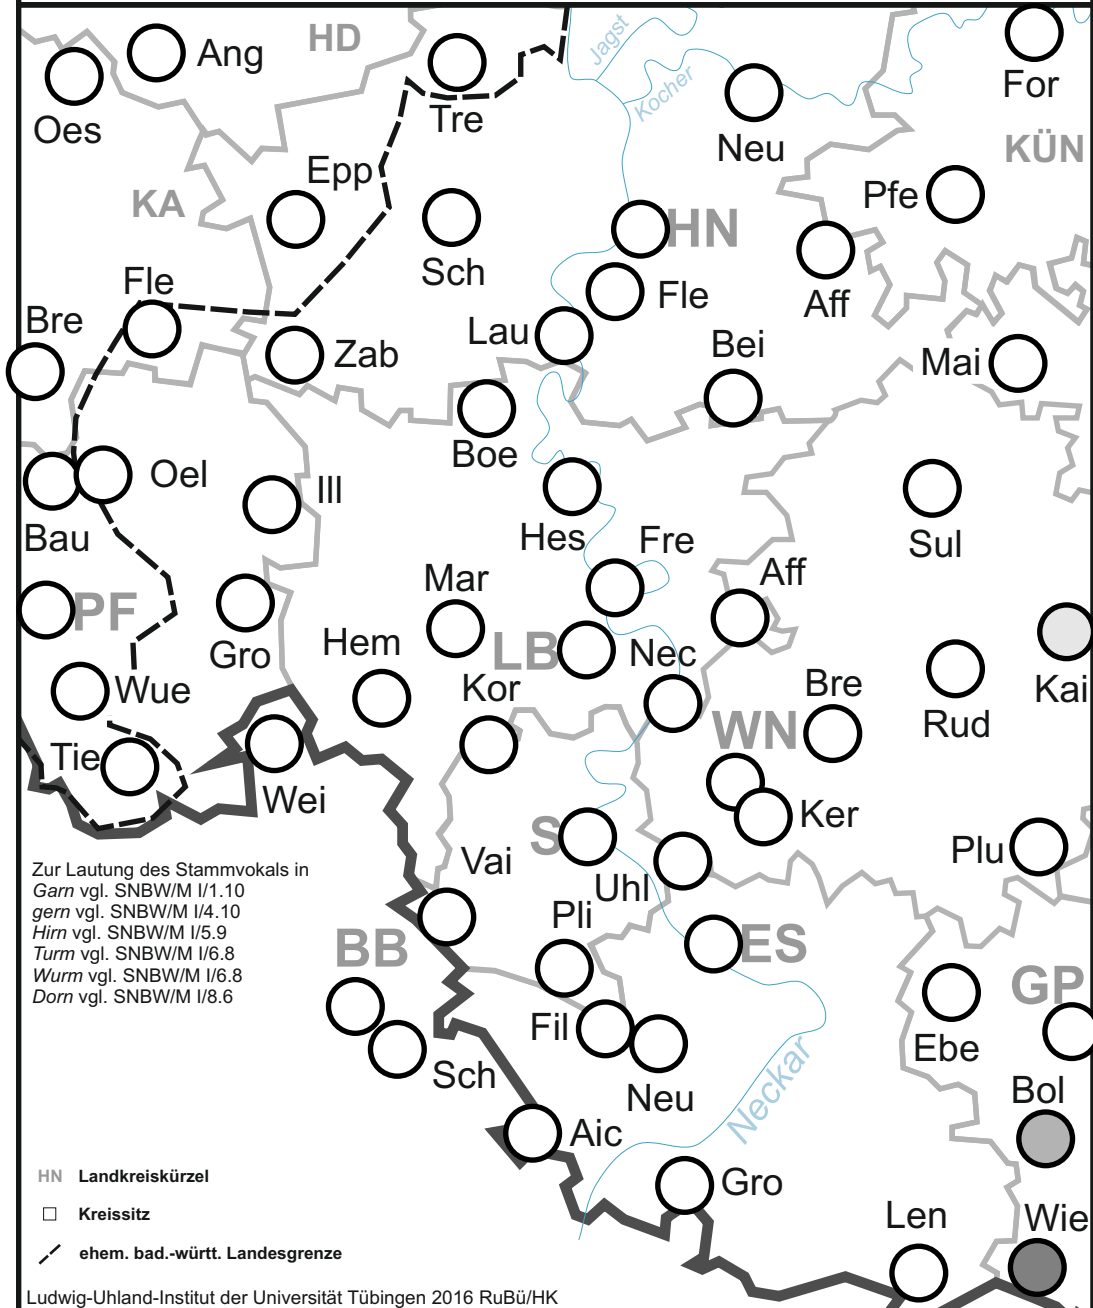 HD
Jagst
Ang
For
Oes
Tre
Kocher
Neu
KÜN
Epp
KA
Pfe
HN
Sch
Fle
Fle
Aff
Bre
Lau
Bei
Zab
Mai
Boe
Oel
Ill
Bau
Hes
Fre
Sul
Aff
Mar
PF
Gro
Hem
LB
Nec
Wue
Kor
Bre
Kai
WN
Rud
Tie
Wei
Ker
S
Plu
Vai
Uhl
Zur Lautung des Stammvokals in
Garn vgl. SNBW/M I/1.10
gern vgl. SNBW/M I/4.10
Hirn vgl. SNBW/M I/5.9
Turm vgl. SNBW/M I/6.8
Wurm vgl. SNBW/M I/6.8
Dorn vgl. SNBW/M I/8.6
Pli
BB
ES
GP
Fil
Ebe
Sch
Neu
Neckar
Bol
Aic
HN Landkreiskürzel
Gro
Kreissitz
Len
Wie
ehem. bad.-württ. Landesgrenze
Ludwig-Uhland-Institut der Universität Tübingen 2016 RuBü/HK